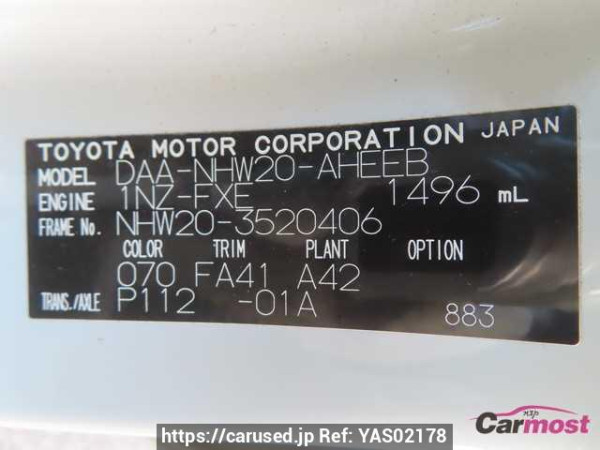 TOYOTA MOTOR CORPORATION JAPAN
MODEL DAA-NHW20-AHEEB
ENGINE 1NZ-FXE 1496 mL
FRAME No. NHW20-3520406
COLOR TRIM PLANT OPTION
070 FA41 A42
TRANS./AXLE P112 -01A
883
Carmost
https://carused.jp Ref: YAS02178